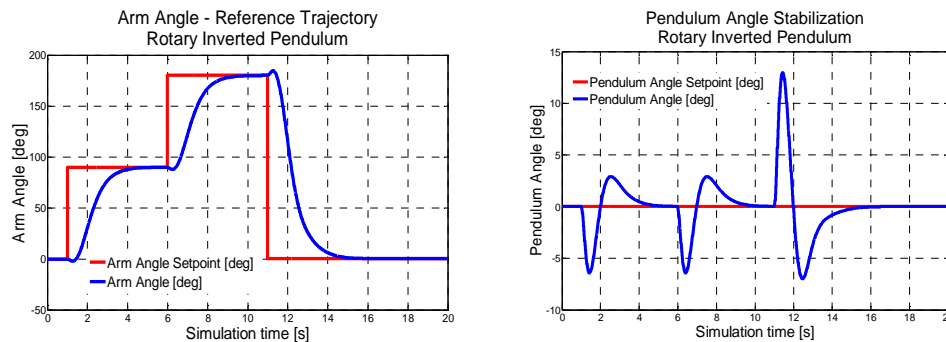 Arm Angle - Reference Trajectory
Rotary Inverted Pendulum
200
150
100
50
0
-50
Arm Angle [deg]
Arm Angle Setpoint [deg]
Arm Angle [deg]
0 2 4 6 8 10 12 14 16 18 20
Simulation time [s]
Pendulum Angle Stabilization
Rotary Inverted Pendulum
15
10
5
0
-5
-10
Pendulum Angle [deg]
Pendulum Angle Setpoint [deg]
Pendulum Angle [deg]
0 2 4 6 8 10 12 14 16 18 20
Simulation time [s]